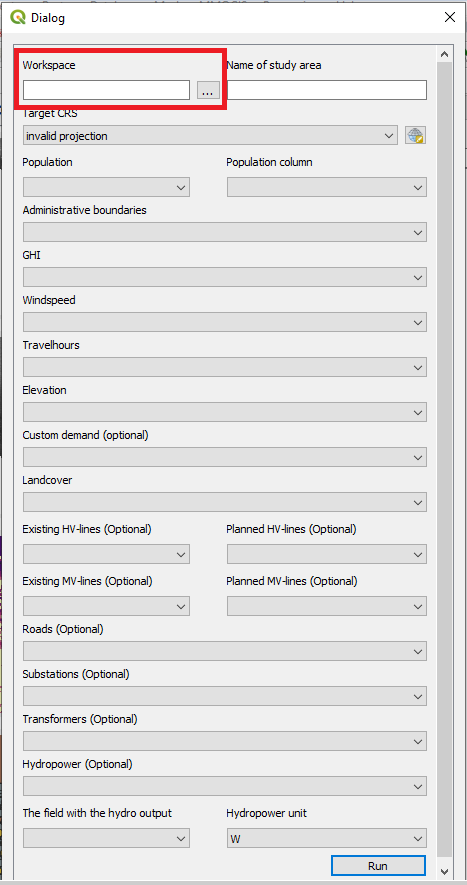 Dialog
Workspace Name of study area
...
Target CRS
invalid projection
Population Population column
Administrative boundaries
GHI
Windspeed
Travelhours
Elevation
Custom demand (optional)
Landcover
Existing HV-lines (Optional) Planned HV-lines (Optional)
Existing MV-lines (Optional) Planned MV-lines (Optional)
Roads (Optional)
Substations (Optional)
Transformers (Optional)
Hydropower (Optional)
The field with the hydro output Hydropower unit
W
Run